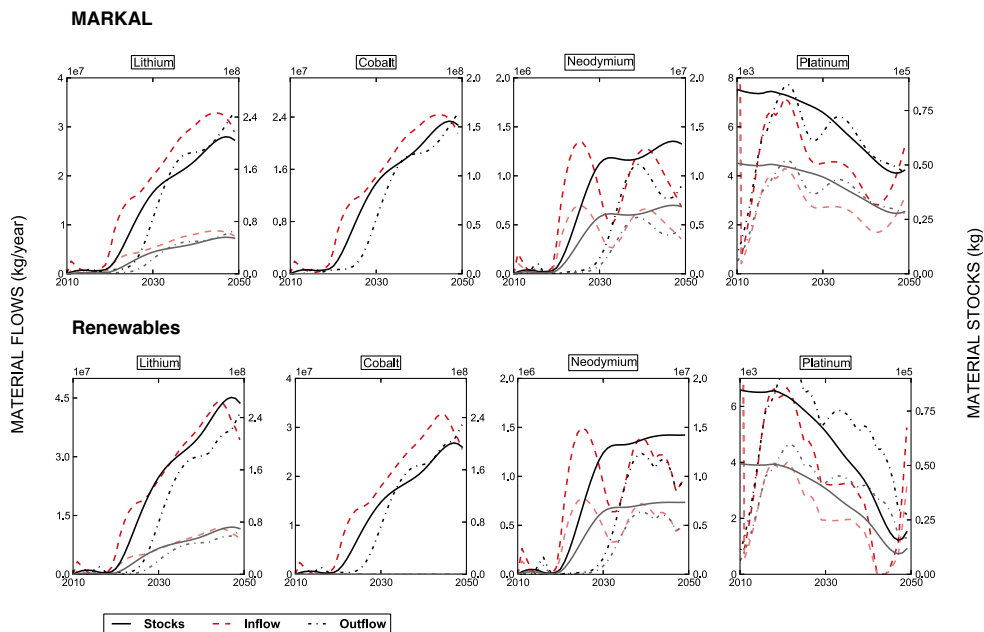 MARKAL
Lithium
Cobalt
Neodymium
Platinum
1e7 1e8 1e7 1e8 1e6 1e7 1e3 1e5
4 3 2 1 0
2.4 1.6 0.8 0.0
2.4 1.6 0.8 0.0
2.0 1.5 1.0 0.5 0.0
2.0 1.5 1.0 0.5 0.0
2.0 1.5 1.0 0.5 0.0
8 6 4 2 0
0.75 0.50 0.25 0.00
2010 2030 2050
2010 2030 2050
2010 2030 2050
2010 2030 2050
MATERIAL FLOWS (kg/year)
MATERIAL STOCKS (kg)
Renewables
Lithium
Cobalt
Neodymium
Platinum
1e7 1e8 1e7 1e8 1e6 1e7 1e3 1e5
4.5 3.0 1.5 0.0
2.4 1.6 0.8 0.0
4 3 2 1 0
2.4 1.6 0.8 0.0
2.0 1.5 1.0 0.5 0.0
2.0 1.5 1.0 0.5 0.0
6 4 2
0.75 0.50 0.25 0.00
2010 2030 2050
2010 2030 2050
2010 2030 2050
2010 2030 2050
Stocks Inflow Outflow